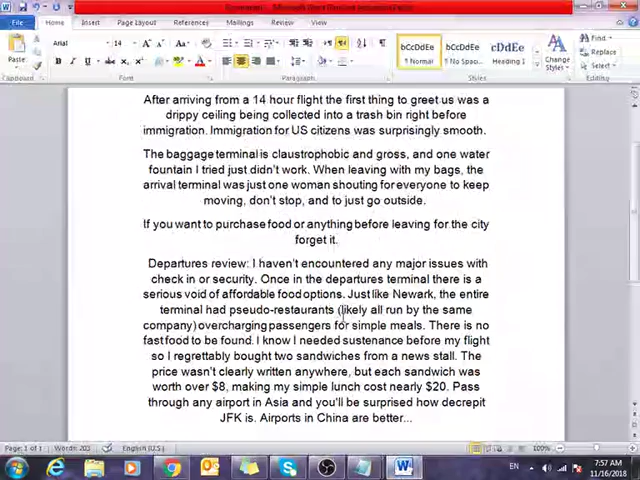 File
Home
Insert
Page Layout
References
Mailings
Review
View
Paste
Clipboard
Arial
14
Font
Paragraph
bCcDdEe
bCcDdEe
cDdEe
¶ Normal
¶ No Spac...
Heading 1
Change
Styles
Styles
Find
Replace
Select
Editing
After arriving from a 14 hour flight the first thing to greet us was a
drippy ceiling being collected into a trash bin right before
immigration. Immigration for US citizens was surprisingly smooth.
The baggage terminal is claustrophobic and gross, and one water
fountain I tried just didn't work. When leaving with my bags, the
arrival terminal was just one woman shouting for everyone to keep
moving, don't stop, and to just go outside.
If you want to purchase food or anything before leaving for the city
forget it.
Departures review: I haven't encountered any major issues with
check in or security. Once in the departures terminal there is a
serious void of affordable food options. Just like Newark, the entire
terminal had pseudo-restaurants (likely all run by the same
company) overcharging passengers for simple meals. There is no
fast food to be found. I know I needed sustenance before my flight
so I regrettably bought two sandwiches from a news stall. The
price wasn't clearly written anywhere, but each sandwich was
worth over $8, making my simple lunch cost nearly $20. Pass
through any airport in Asia and you'll be surprised how decrepit
JFK is. Airports in China are better...
Page: 1 of 1
Words: 203
English (U.S.)
100%
EN
7:57 AM
11/16/2018